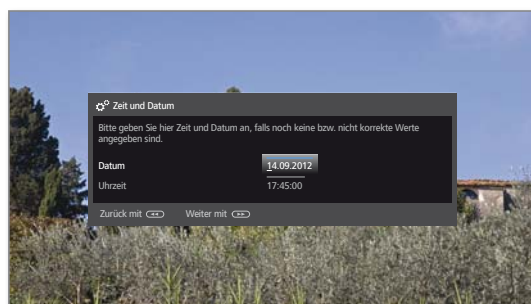 Zeit und Datum
Bitte geben Sie hier Zeit und Datum an, falls noch keine bzw. nicht korrekte Werte
angegeben sind.
Datum 14.09.2012
Uhrzeit 17:45:00
Zurück mit Weiter mit